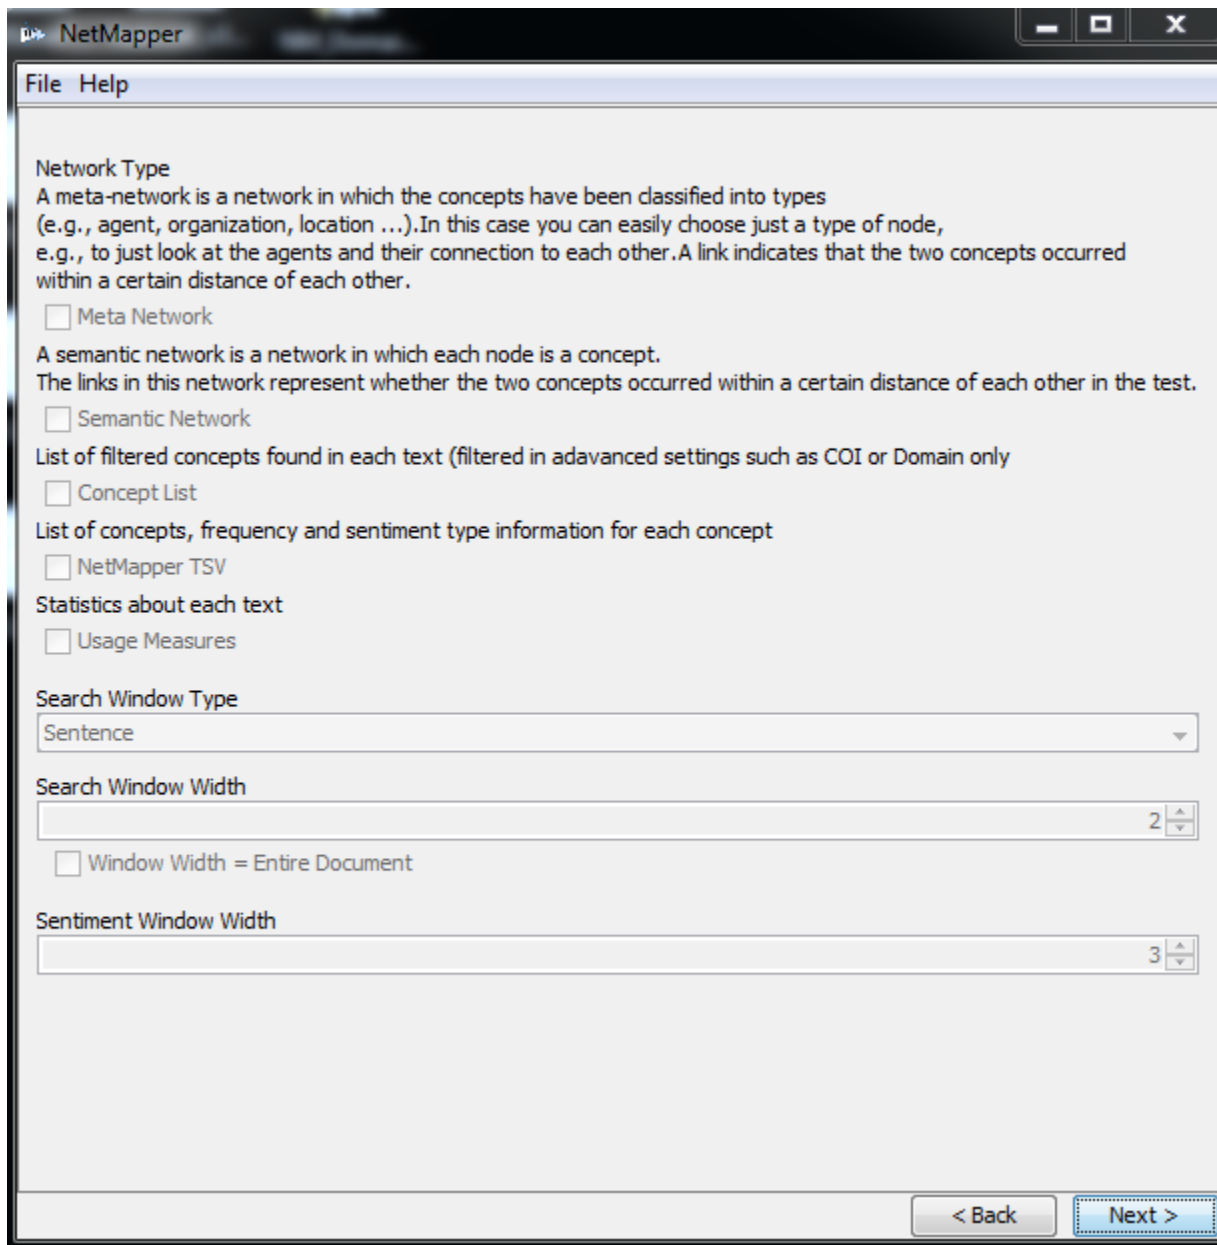 NetMapper
File Help
Network Type
A meta-network is a network in which the concepts have been classified into types
(e.g., agent, organization, location ...).In this case you can easily choose just a type of node,
e.g., to just look at the agents and their connection to each other.A link indicates that the two concepts occurred
within a certain distance of each other.
Meta Network
A semantic network is a network in which each node is a concept.
The links in this network represent whether the two concepts occurred within a certain distance of each other in the test.
Semantic Network
List of filtered concepts found in each text (filtered in adavanced settings such as COI or Domain only
Concept List
List of concepts, frequency and sentiment type information for each concept
NetMapper TSV
Statistics about each text
Usage Measures
Search Window Type
Sentence
Search Window Width
2
Window Width = Entire Document
Sentiment Window Width
3
< Back Next >